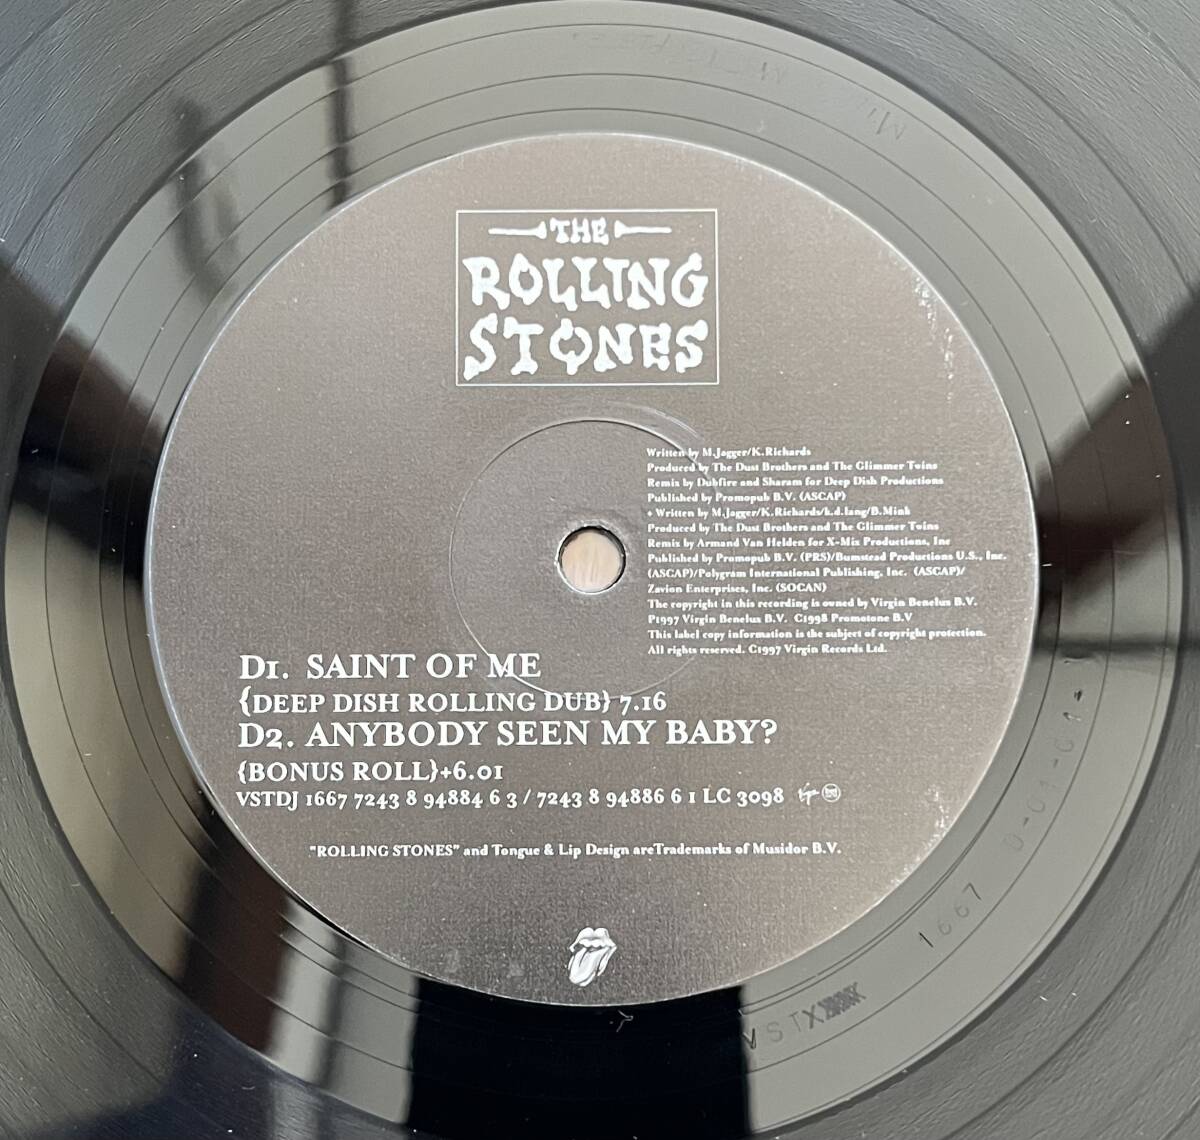 THE
ROLLING
STONES
Written by M.Jagger/K.Richards
Produced by The Dust Brothers and The Glimmer Twins
Remix by Dubfire and Sharam for Deep Dish Productions
Published by Promopub B.V. (ASCAP)
+ Written by M.Jagger/K.Richards/k.d.lang/B.Mink
Produced by The Dust Brothers and The Glimmer Twins
Remix by Armand Van Helden for X-Mix Productions, Inc
Published by Promopub B.V. (PRS)/Bumstead Productions U.S., Inc.
(ASCAP)/Polygram International Publishing, Inc. (ASCAP)/
Zavion Enterprises, Inc. (SOCAN)
The copyright in this recording is owned by Virgin Benelux B.V.
P1997 Virgin Benelux B.V. C1998 Promotone B.V
This label copy information is the subject of copyright protection.
All rights reserved. C1997 Virgin Records Ltd.
D1. SAINT OF ME
{DEEP DISH ROLLING DUB} 7.16
D2. ANYBODY SEEN MY BABY?
{BONUS ROLL}+6.01
VSTDJ 1667 7243 8 94884 6 3 / 7243 8 94886 6 1 LC 3098 Virgin
"ROLLING STONES" and Tongue & Lip Design areTrademarks of Musidor B.V.
VSTX
1667 D-01-01-